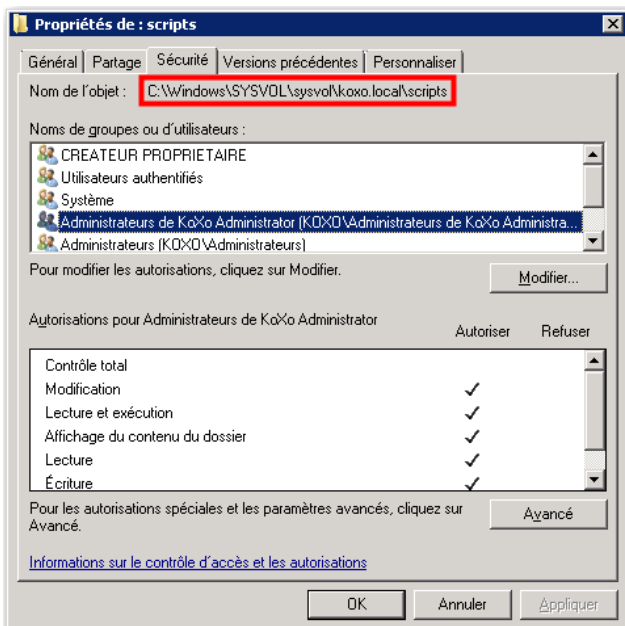 Propriétés de : scripts
Général Partage Sécurité Versions précédentes Personnaliser
Nom de l'objet : C:\Windows\SYSVOL\sysvol\koxo.local\scripts
Noms de groupes ou d'utilisateurs :
CREATEUR PROPRIETAIRE
Utilisateurs authentifiés
Système
Administrateurs de KoXo Administrator (KOXO\Administrateurs de KoXo Administra...
Administrateurs (KOXO\Administrateurs)
Pour modifier les autorisations, cliquez sur Modifier.
Modifier...
Autorisations pour Administrateurs de KoXo Administrator
Autoriser Refuser
Contrôle total
Modification
Lecture et exécution
Affichage du contenu du dossier
Lecture
Écriture
Pour les autorisations spéciales et les paramètres avancés, cliquez sur
Avancé.
Avancé
Informations sur le contrôle d'accès et les autorisations
OK Annuler Appliquer